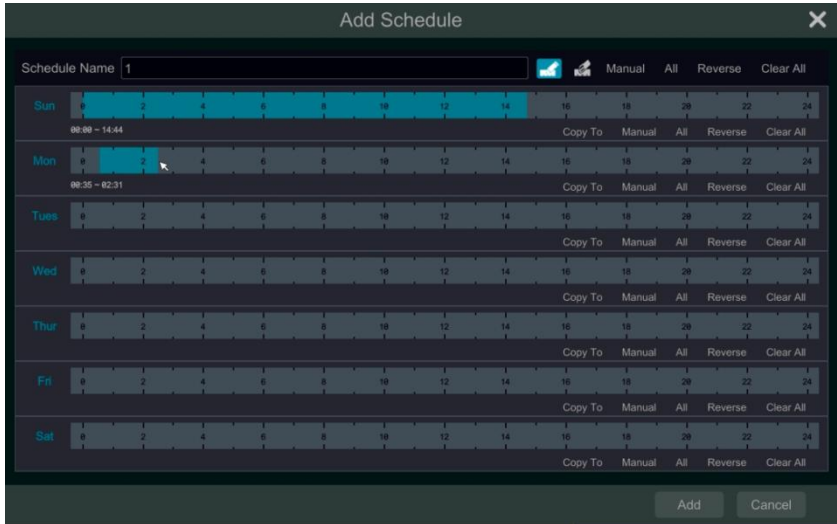 Add Schedule
Schedule Name 1 Manual All Reverse Clear All
Sun 0 2 4 6 8 10 12 14 16 18 20 22 24
00:00 ~ 14:44 Copy To Manual All Reverse Clear All
Mon 0 2 4 6 8 10 12 14 16 18 20 22 24
00:35 ~ 02:31 Copy To Manual All Reverse Clear All
Tues 0 2 4 6 8 10 12 14 16 18 20 22 24
Copy To Manual All Reverse Clear All
Wed 0 2 4 6 8 10 12 14 16 18 20 22 24
Copy To Manual All Reverse Clear All
Thur 0 2 4 6 8 10 12 14 16 18 20 22 24
Copy To Manual All Reverse Clear All
Fri 0 2 4 6 8 10 12 14 16 18 20 22 24
Copy To Manual All Reverse Clear All
Sat 0 2 4 6 8 10 12 14 16 18 20 22 24
Copy To Manual All Reverse Clear All
Add Cancel